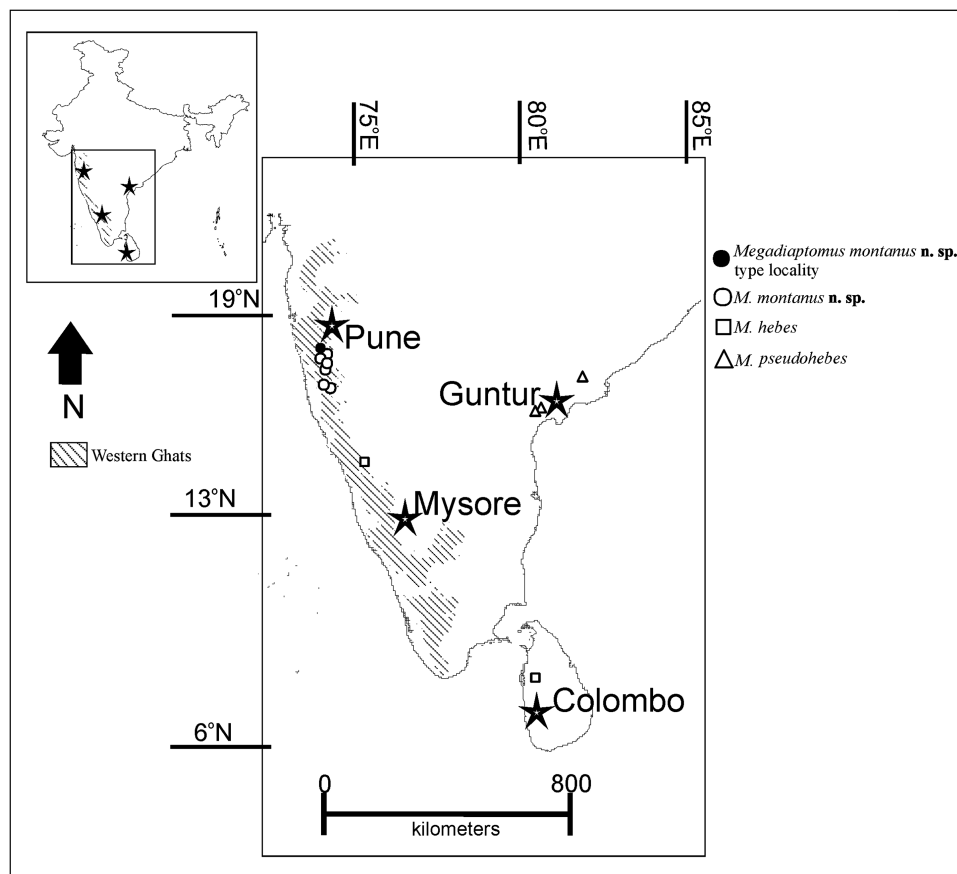 75°E
80°E
85°E
19°N
N
Western Ghats
13°N
6°N
Pune
Guntur
Mysore
Colombo
Megadiaptomus montanus n. sp.
type locality
M. montanus n. sp.
M. hebes
M. pseudohebes
0
800
kilometers